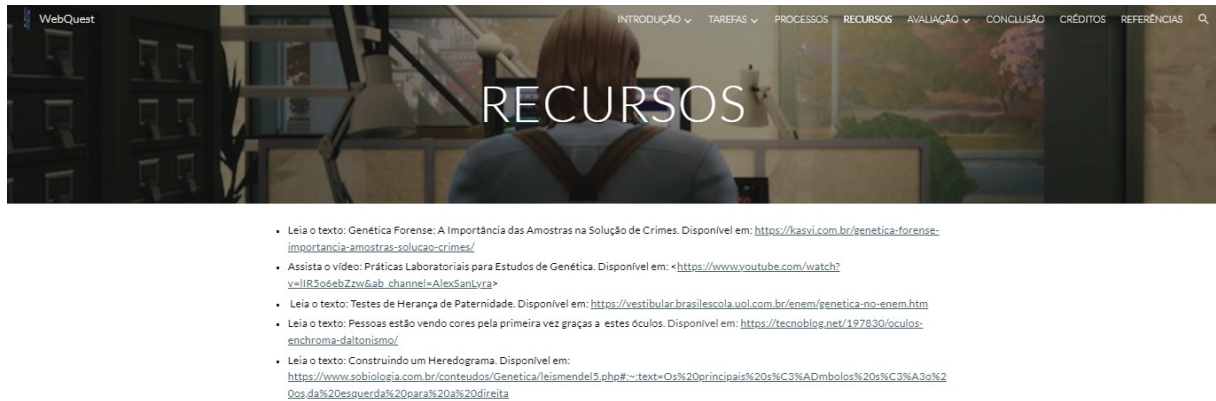 WebQuest
INTRODUÇÃO TAREFAS PROCESSOS RECURSOS AVALIAÇÃO CONCLUSÃO CRÉDITOS REFERÊNCIAS
RECURSOS
• Leia o texto: Genética Forense: A Importância das Amostras na Solução de Crimes. Disponível em: https://kasvi.com.br/genetica-forense-
importancia-amostras-solucao-crimes/
• Assista o vídeo: Práticas Laboratoriais para Estudos de Genética. Disponível em: <https://www.youtube.com/watch?
v=lIR5o6ebZzw&ab_channel=AlexSanLyra>
• Leia o texto: Testes de Herança de Paternidade. Disponível em: https://vestibular.brasilescola.uol.com.br/enem/genetica-no-enem.htm
• Leia o texto: Pessoas estão vendo cores pela primeira vez graças a estes óculos. Disponível em: https://tecnoblog.net/197830/oculos-
enchroma-daltonismo/
• Leia o texto: Construindo um Heredograma. Disponível em:
https://www.sobiologia.com.br/conteudos/Genetica/leismendel5.php#:~:text=Os%20principais%20s%C3%ADmbolos%20s%C3%A3o%2
0os,da%20esquerda%20para%20a%20direita